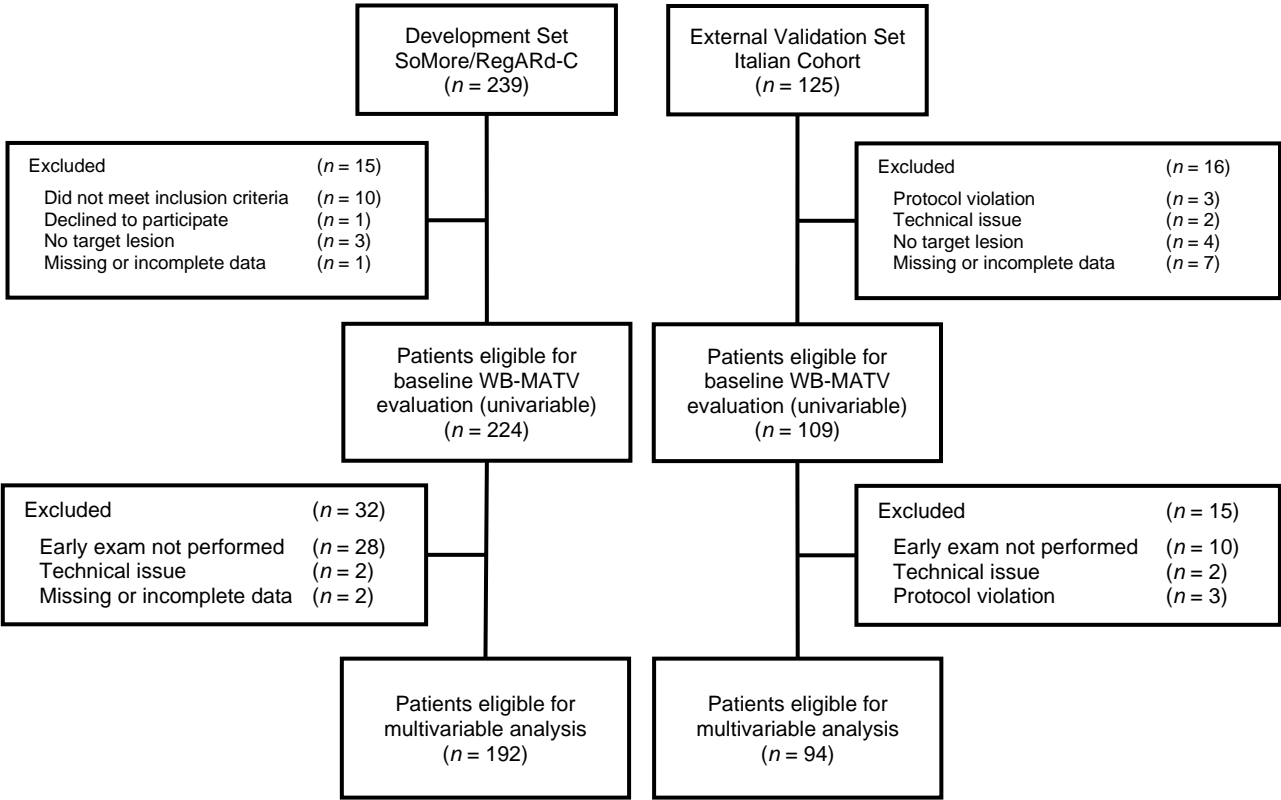 Development Set
SoMore/RegARd-C
(n = 239)
External Validation Set
Italian Cohort
(n = 125)
Excluded (n = 15)
Did not meet inclusion criteria (n = 10)
Declined to participate (n = 1)
No target lesion (n = 3)
Missing or incomplete data (n = 1)
Excluded (n = 16)
Protocol violation (n = 3)
Technical issue (n = 2)
No target lesion (n = 4)
Missing or incomplete data (n = 7)
Patients eligible for
baseline WB-MATV
evaluation (univariable)
(n = 224)
Patients eligible for
baseline WB-MATV
evaluation (univariable)
(n = 109)
Excluded (n = 32)
Early exam not performed (n = 28)
Technical issue (n = 2)
Missing or incomplete data (n = 2)
Excluded (n = 15)
Early exam not performed (n = 10)
Technical issue (n = 2)
Protocol violation (n = 3)
Patients eligible for
multivariable analysis
(n = 192)
Patients eligible for
multivariable analysis
(n = 94)